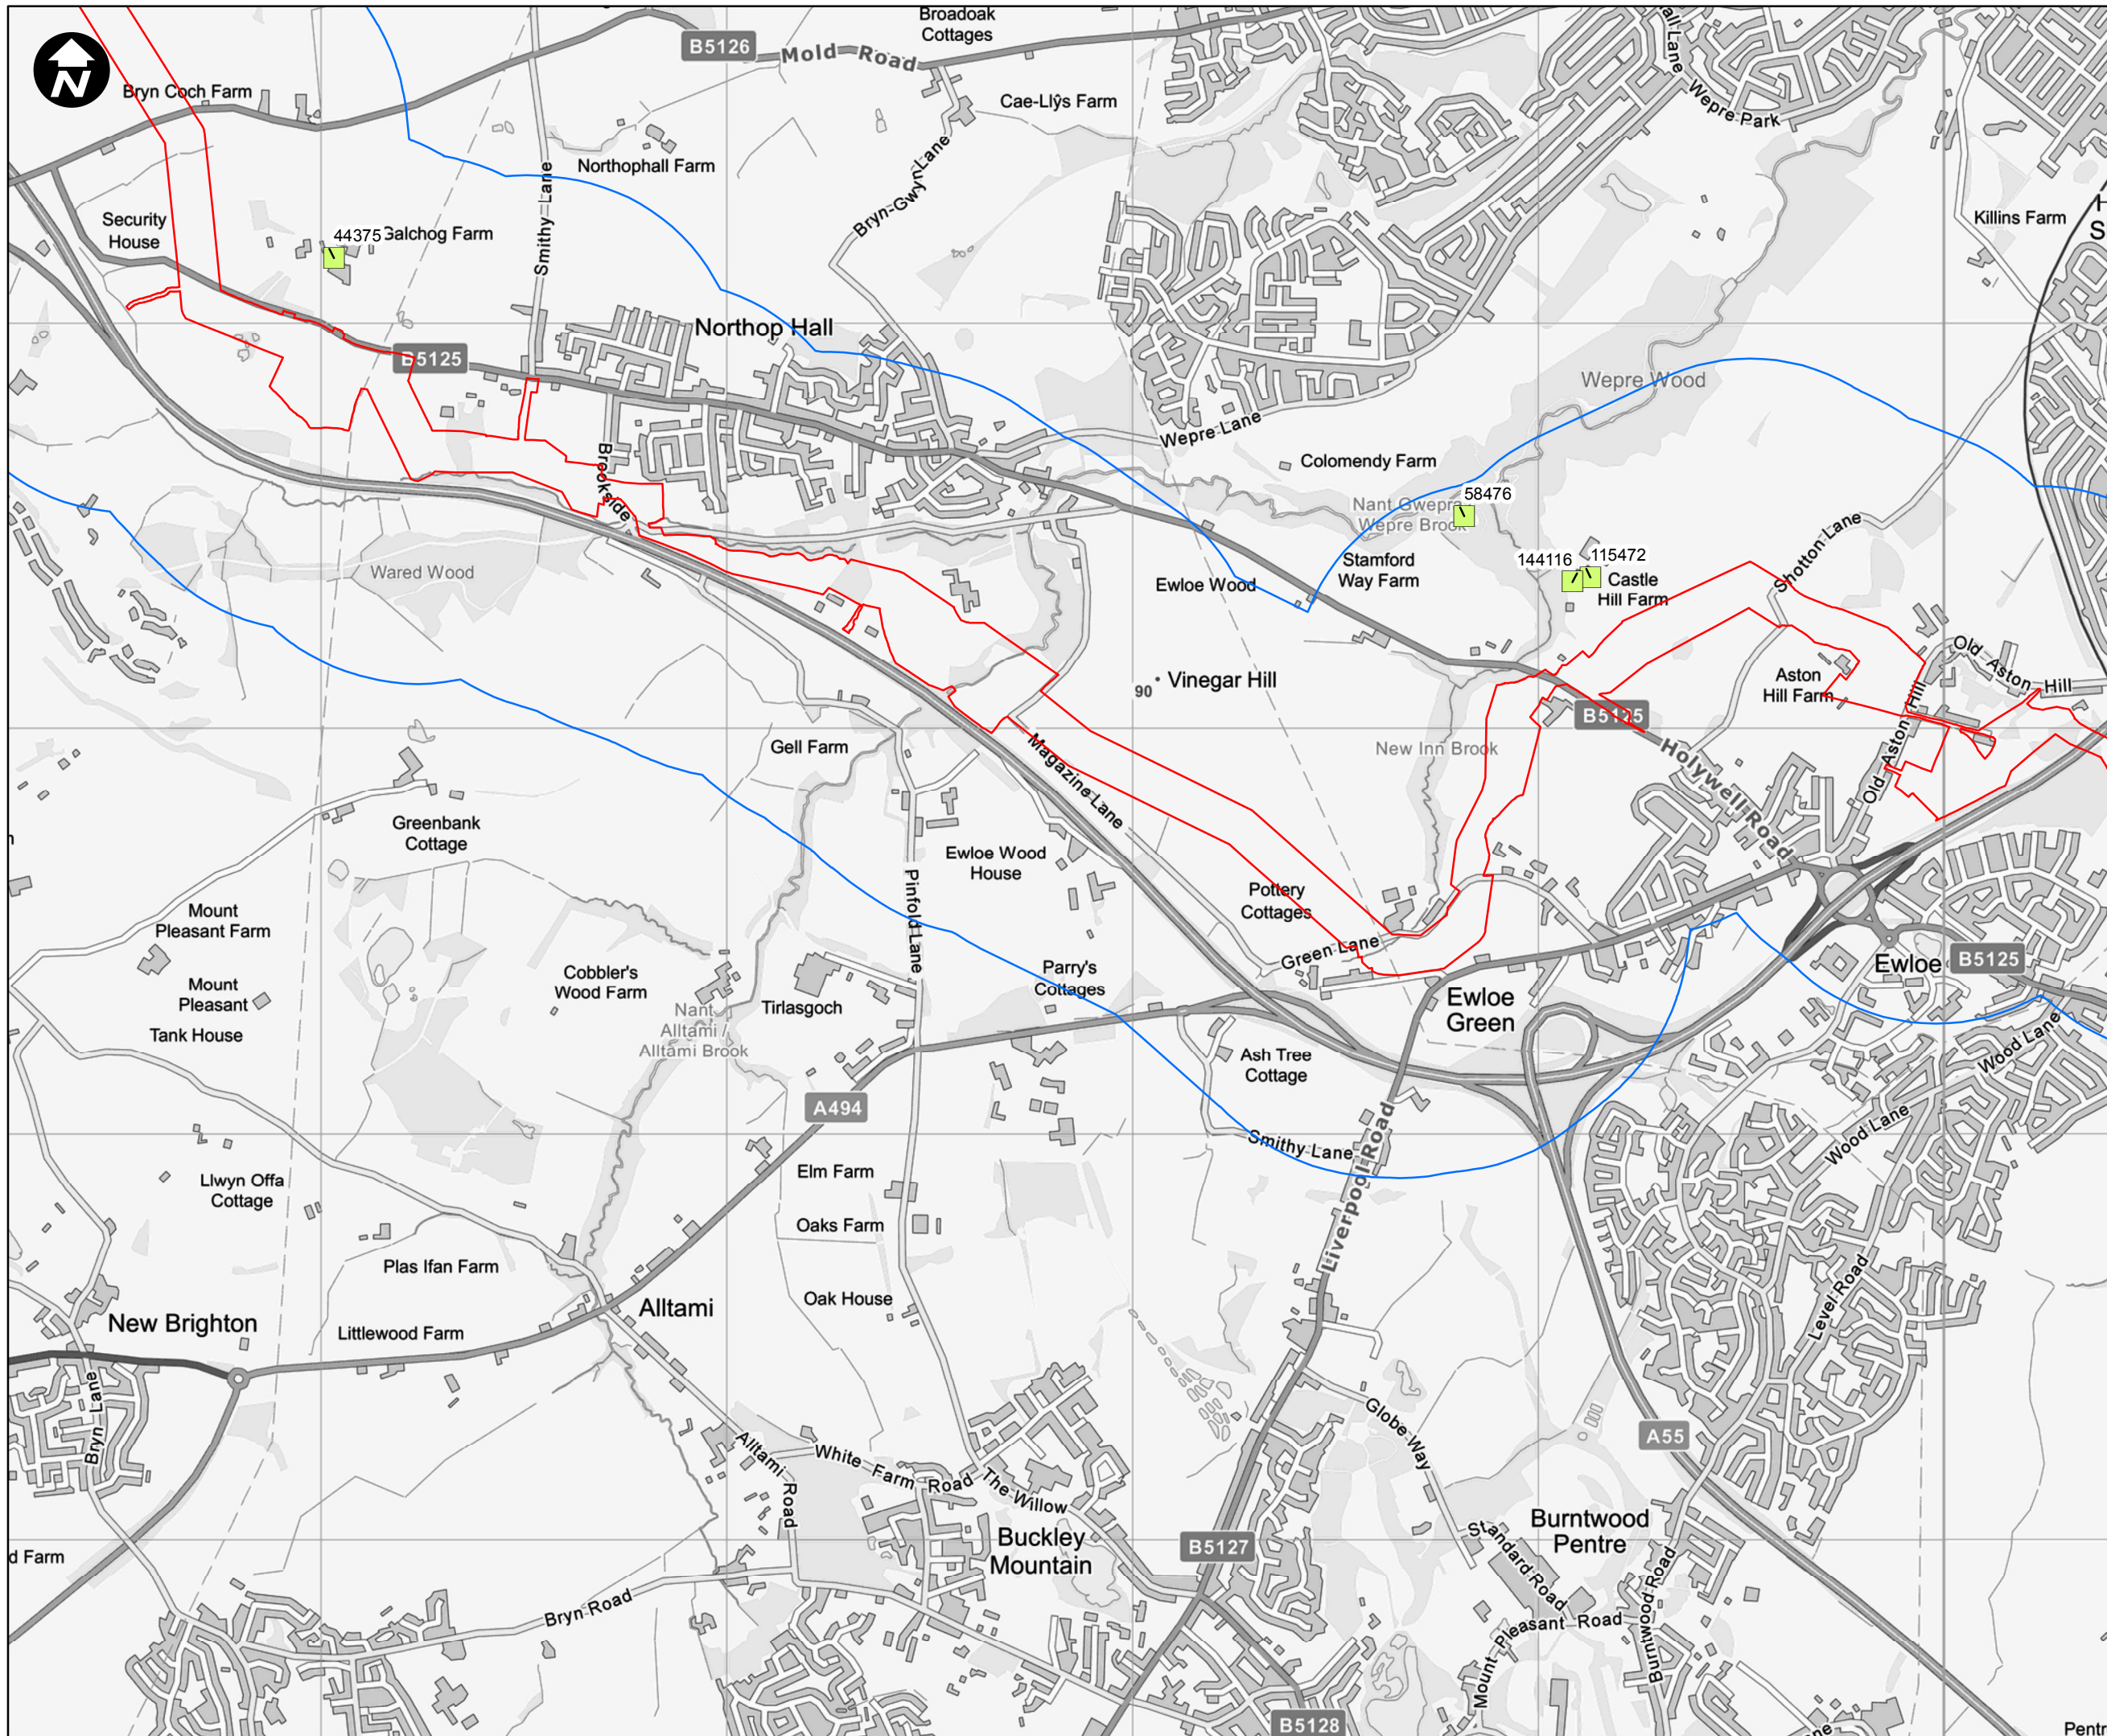 Broadoak
Cottages
B5126
Mold Road
N
Bryn Coch Farm
Cae-Llŷs Farm
Wepre Park
Northophall Farm
Smithy Lane
Bryn-Gwyn Lane
Security
House
44375
Galchog Farm
Killins Farm
Northop Hall
B5125
Wepre Wood
Wepre Lane
Colomendy Farm
Brookside
58476
Nant Gwepra
Wepre Brook
Shotton Lane
Wared Wood
Stamford
Way Farm
Ewloe Wood
144116
115472
Castle
Hill Farm
Old Aston Hill
90
Vinegar Hill
Aston
Hill Farm
B5125
Gell Farm
Magazine Lane
New Inn Brook
Holywell Road
Old Aston Hill
Greenbank
Cottage
Ewloe Wood
House
Pinfold Lane
Pottery
Cottages
Mount
Pleasant Farm
Green Lane
Ewloe
B5125
Cobbler's
Wood Farm
Parry's
Cottages
Mount
Pleasant
Tirlasgoch
Ewloe
Green
Tank House
Nant
Alltami /
Alltami Brook
Wood Lane
Ash Tree
Cottage
A494
Smithy Lane
Wood Lane
Liverpool Road
Elm Farm
Llwyn Offa
Cottage
Oaks Farm
Plas Ifan Farm
Level Road
Oak House
Alltami
New Brighton
Littlewood Farm
Bryn Lane
Globe Way
A55
Alltami Road
White Farm Road
The Willow
Burntwood
Pentre
Buckley
Mountain
B5127
Standard Road
d Farm
Bryn Road
Mount Pleasant Road
Burntwood Road
B5128